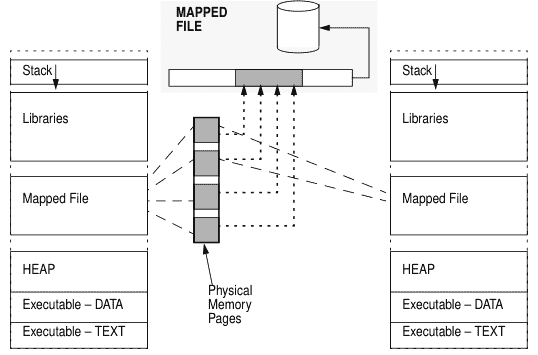 MAPPED
FILE
Stack
Libraries
Mapped File
HEAP
Executable – DATA
Executable – TEXT
Physical
Memory
Pages
Stack
Libraries
Mapped File
HEAP
Executable – DATA
Executable – TEXT